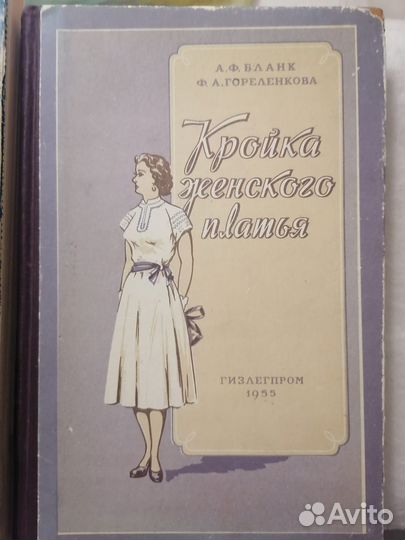 А.Ф.БЛАНК
Ф.А.ГОРЕЛЕНКОВА
Кройка
женского
платья
ГИЗЛЕГПРОМ
1955
Avito